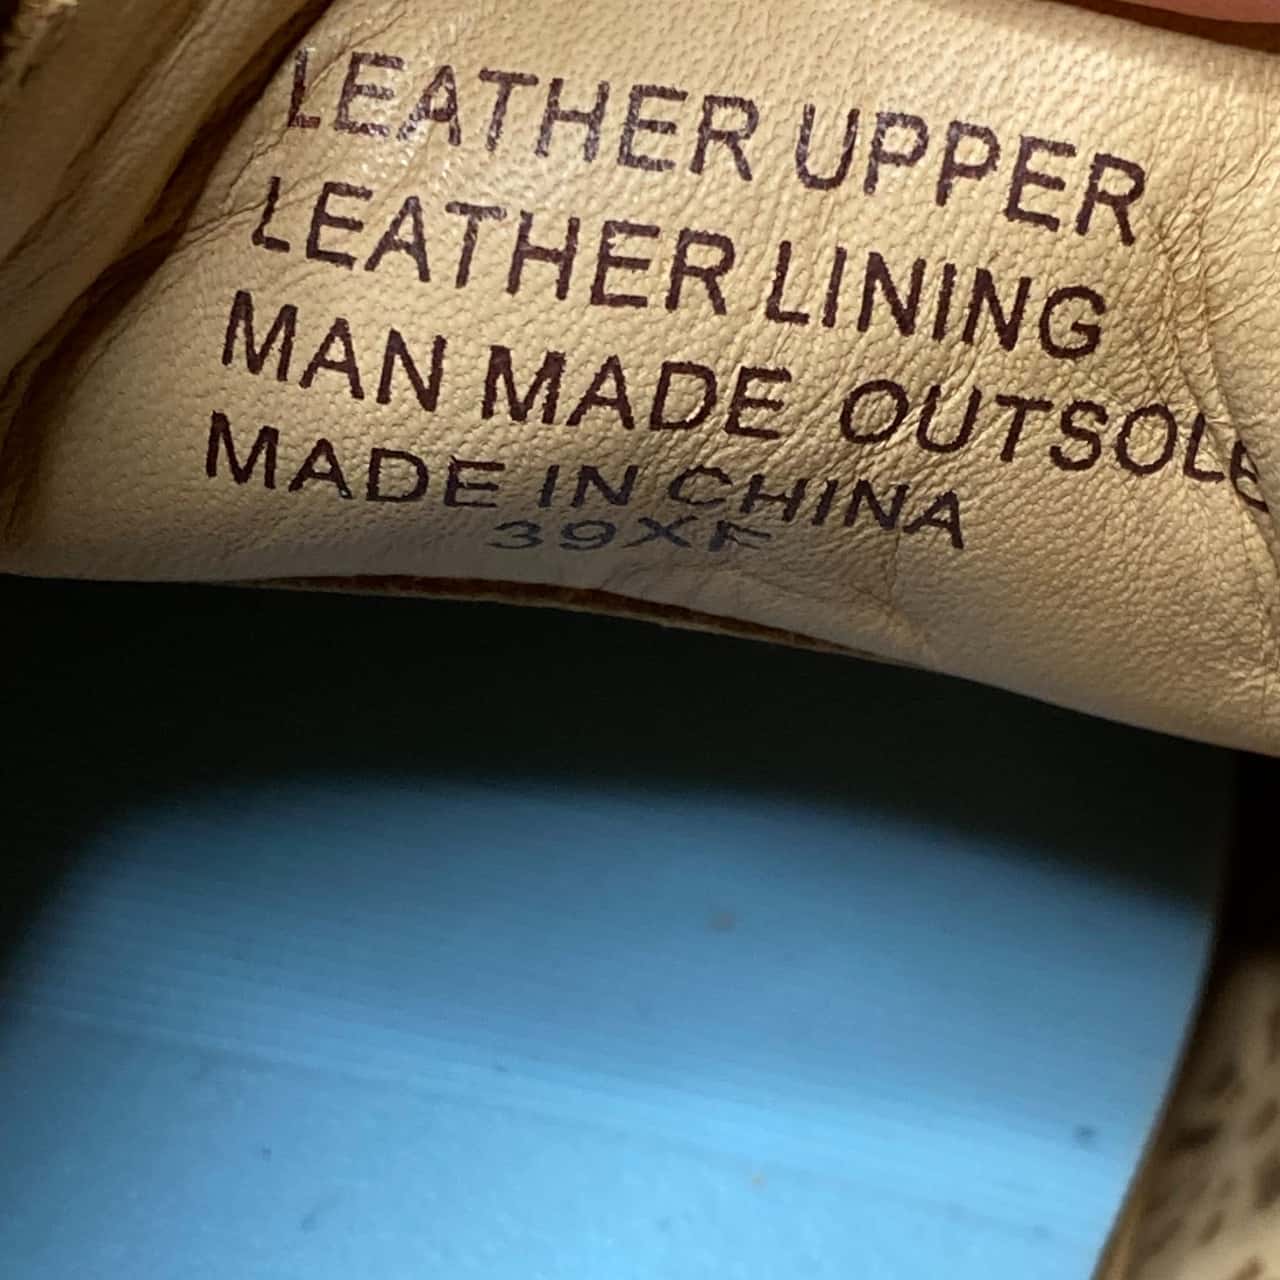 LEATHER UPPER
LEATHER LINING
MAN MADE OUTSOLE
MADE IN CHINA
39XF